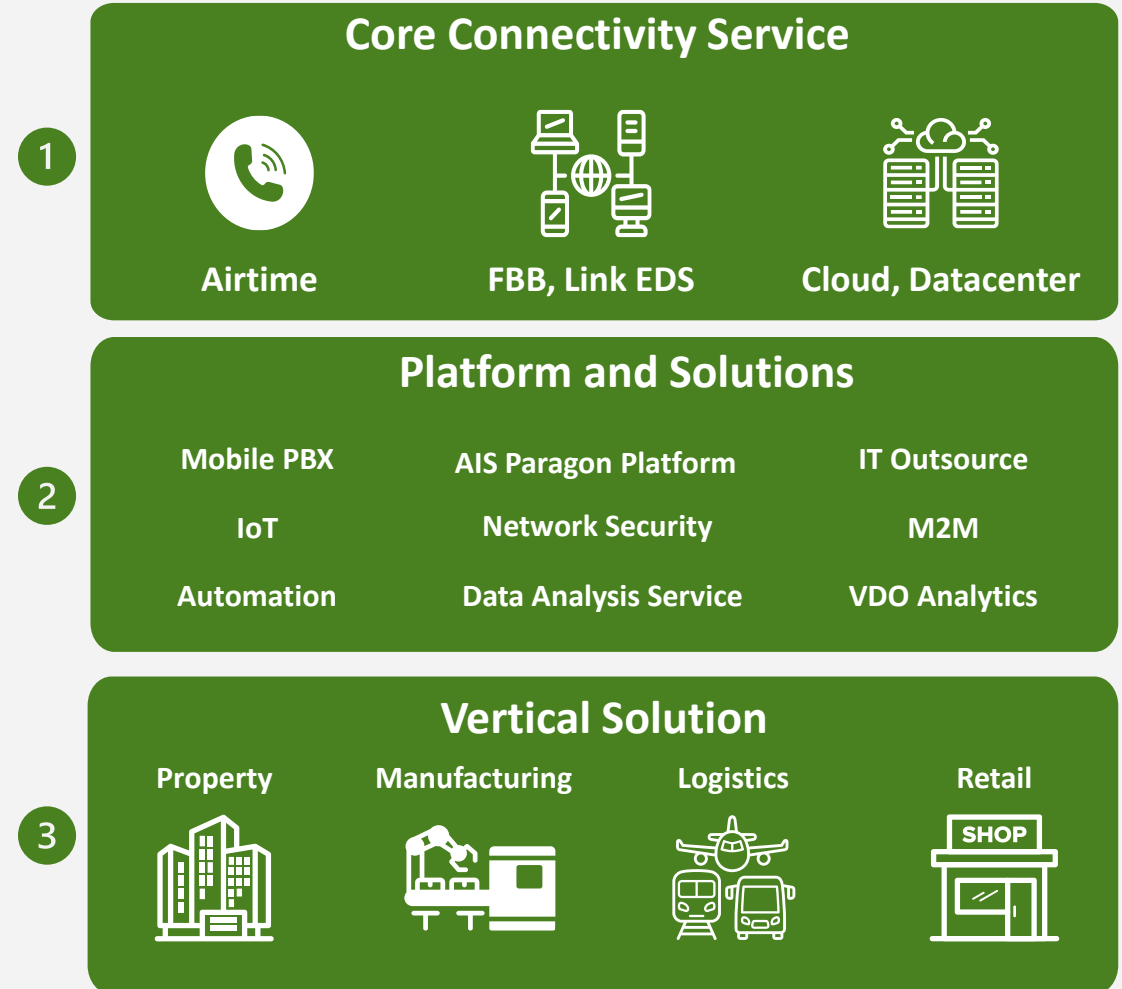 Core Connectivity Service
1
Airtime
FBB, Link EDS
Cloud, Datacenter
Platform and Solutions
2
Mobile PBX
AIS Paragon Platform
IT Outsource
IoT
Network Security
M2M
Automation
Data Analysis Service
VDO Analytics
Vertical Solution
3
Property
Manufacturing
Logistics
Retail
SHOP